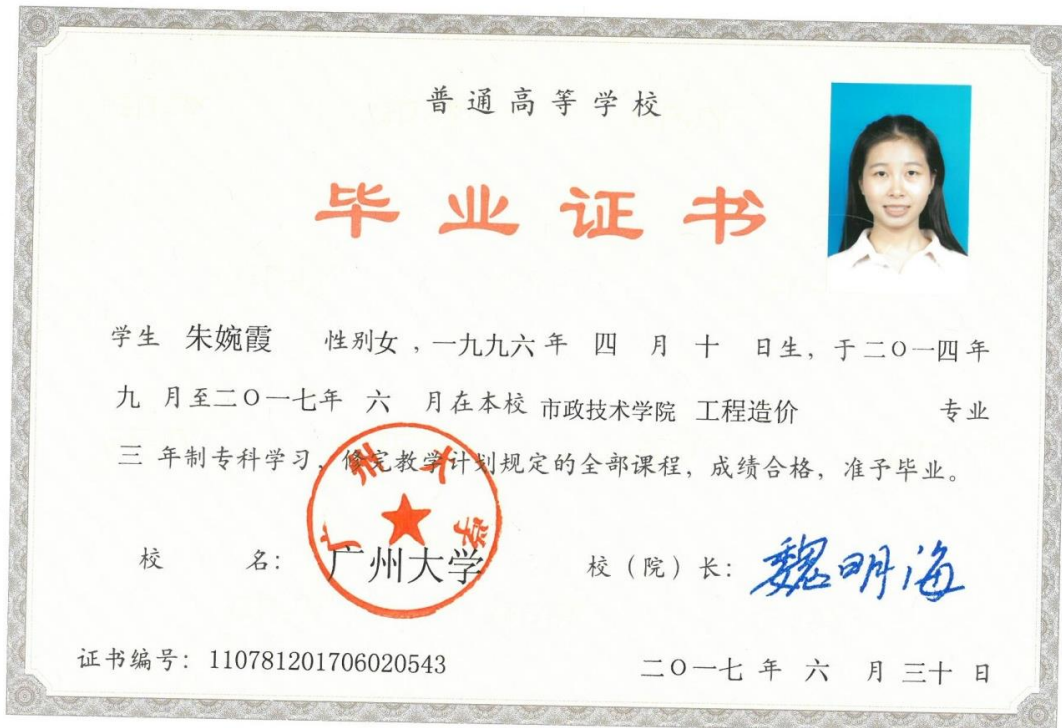 普通高等学校
毕业证书
学生 朱婉霞 性别女，一九九六年 四 月 十 日生，于二〇一四年
九 月至二〇一七年 六 月在本校 市政技术学院 工程造价 专业
三 年制专科学习，修完教学计划规定的全部课程，成绩合格，准予毕业。
广州大学
校 名：广州大学 校（院）长：魏明海
证书编号：110781201706020543 二〇一七 年 六 月 三十 日